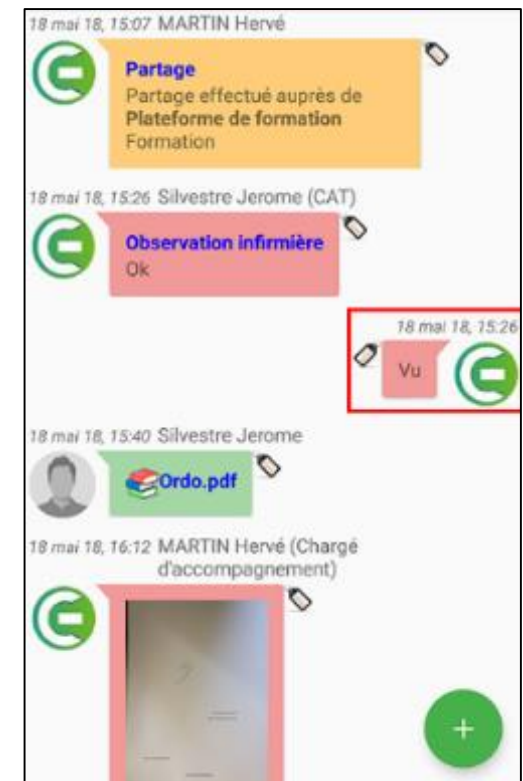 18 mai 18, 15:07 MARTIN Hervé
Partage
Partage effectué auprès de
Plateforme de formation
Formation
18 mai 18, 15:26 Silvestre Jerome (CAT)
Observation infirmière
Ok
18 mai 18, 15:26
Vu
18 mai 18, 15:40 Silvestre Jerome
Ordo.pdf
18 mai 18, 16:12 MARTIN Hervé (Chargé
d'accompagnement)
+